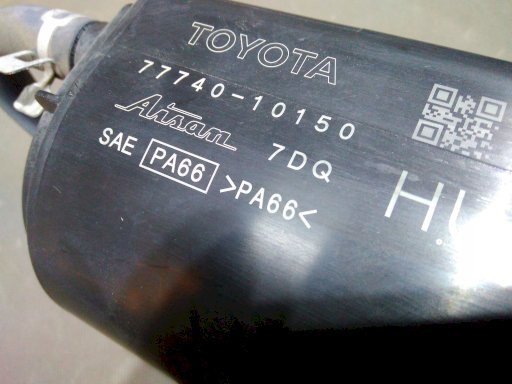 TOYOTA
77740-10150
Aisan 7DQ
SAE PA66 >PA66<
H.U